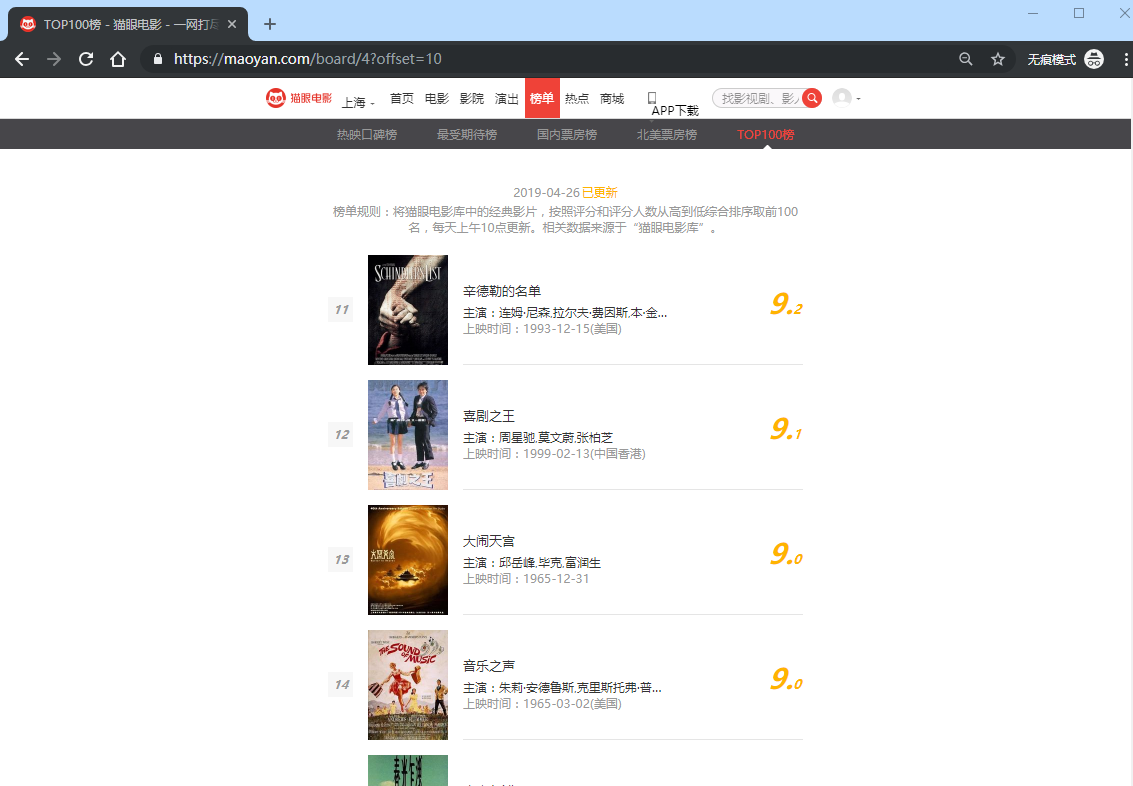 TOP100榜 - 猫眼电影 - 一网打尽
https://maoyan.com/board/4?offset=10
无痕模式
猫眼电影 上海 首页 电影 影院 演出 榜单 热点 商城 APP下载 找影视剧、影人
热映口碑榜 最受期待榜 国内票房榜 北美票房榜 TOP100榜
2019-04-26 已更新
榜单规则：将猫眼电影库中的经典影片，按照评分和评分人数从高到低综合排序取前100
名，每天上午10点更新。相关数据来源于“猫眼电影库”。
SCHINDLER'S LIST
11
辛德勒的名单
主演：连姆·尼森,拉尔夫·费因斯,本·金...
上映时间：1993-12-15(美国)
9.2
喜剧之王
12
喜剧之王
主演：周星驰,莫文蔚,张柏芝
上映时间：1999-02-13(中国香港)
9.1
13
大闹天宫
主演：邱岳峰,毕克,富润生
上映时间：1965-12-31
9.0
THE SOUND OF MUSIC
14
音乐之声
主演：朱莉·安德鲁斯,克里斯托弗·普...
上映时间：1965-03-02(美国)
9.0